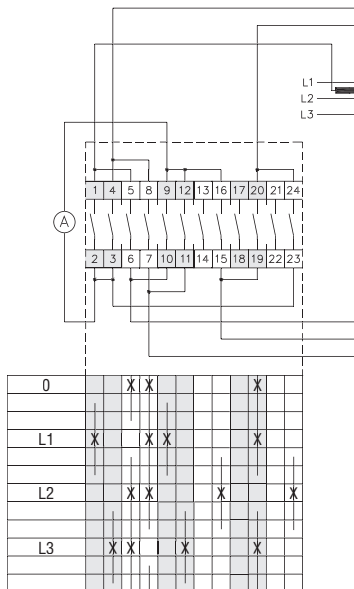 L1
L2
L3
1 4 5 8 9 12 13 16 17 20 21 24
A
2 3 6 7 10 11 14 15 18 19 22 23
0 X X X
L1 X X X X
L2 X X X X
L3 X X X X